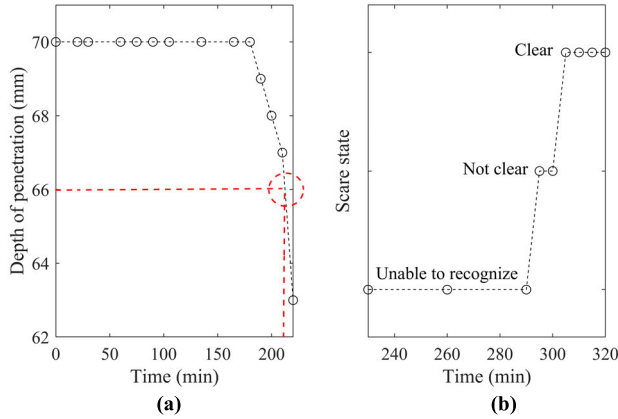 70
68
66
64
62
Depth of penetration (mm)
0 50 100 150 200
Time (min)
(a)
Scare state
Clear
Not clear
Unable to recognize
240 260 280 300 320
Time (min)
(b)